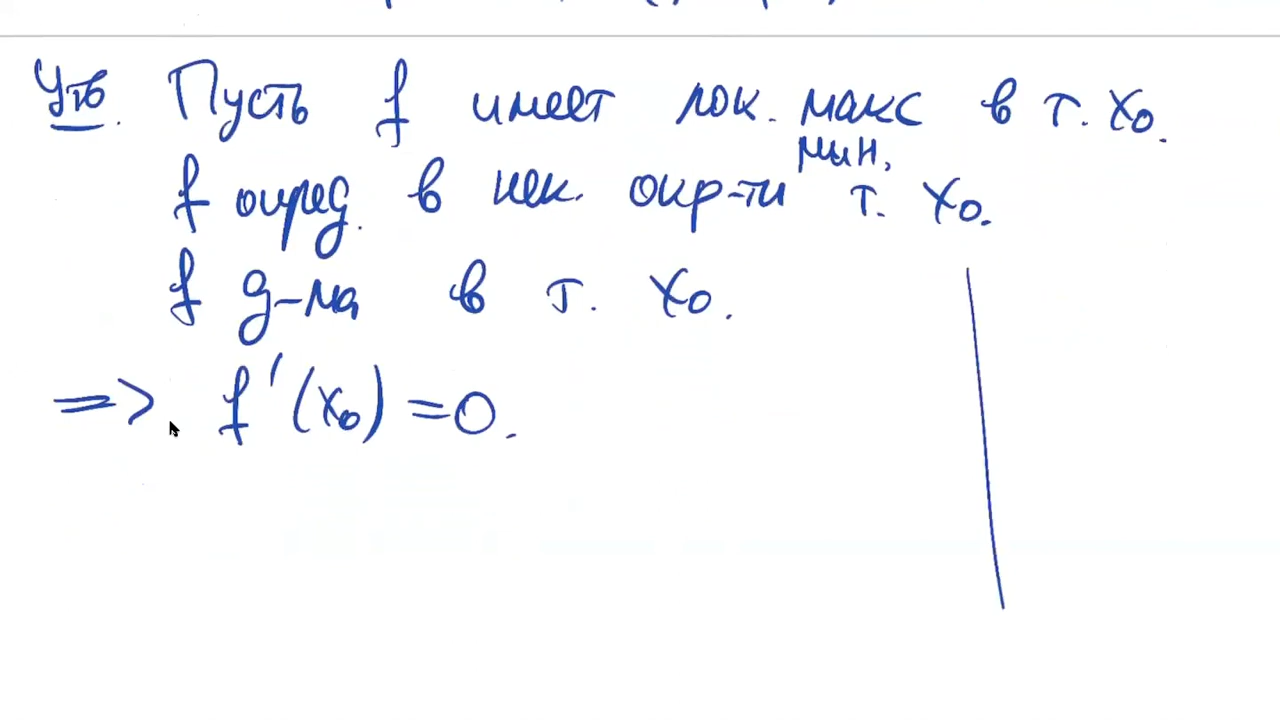 Утв. Пусть f имеет лок. макс в т. x₀.
мин,
f опред. в нек. окр-ти т. x₀.
f д-ма в т. x₀.
=> f'(x₀) = 0.